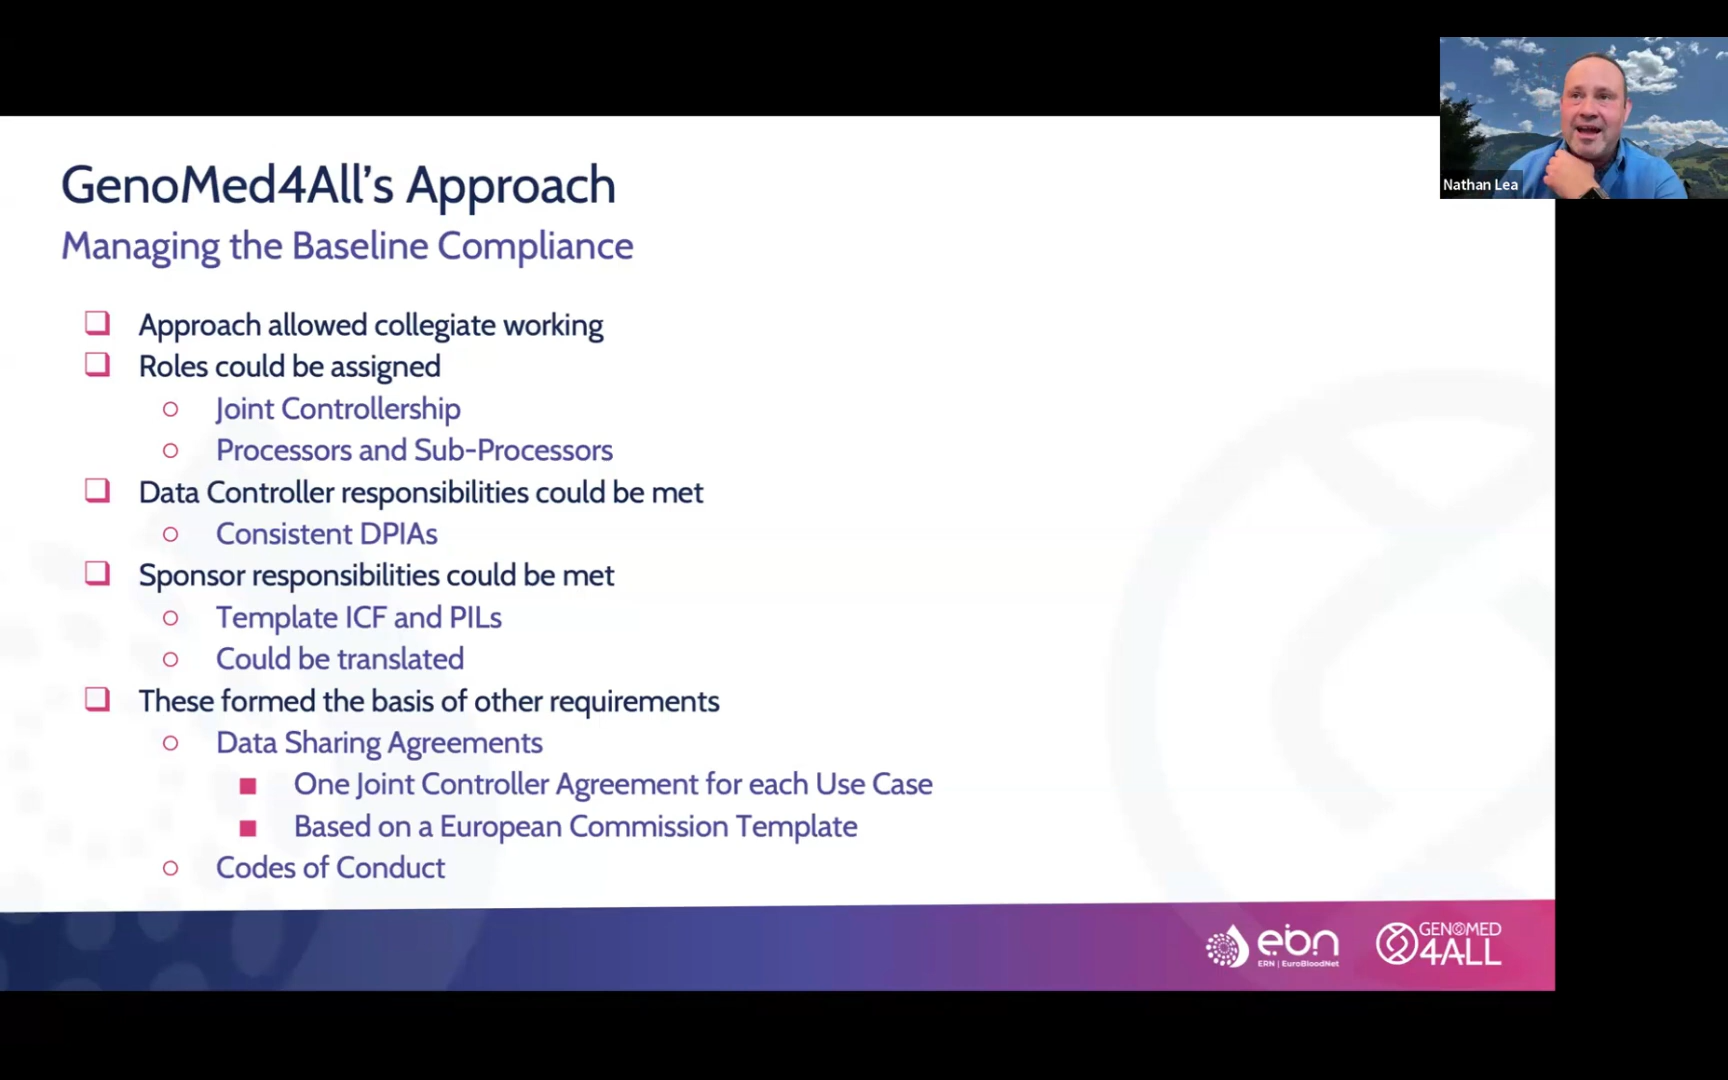 Nathan Lea
GenoMed4All's Approach
Managing the Baseline Compliance
Approach allowed collegiate working
Roles could be assigned
Joint Controllership
Processors and Sub-Processors
Data Controller responsibilities could be met
Consistent DPIAs
Sponsor responsibilities could be met
Template ICF and PILs
Could be translated
These formed the basis of other requirements
Data Sharing Agreements
One Joint Controller Agreement for each Use Case
Based on a European Commission Template
Codes of Conduct
ebn
ERN | EuroBloodNet
GENOMED
4ALL